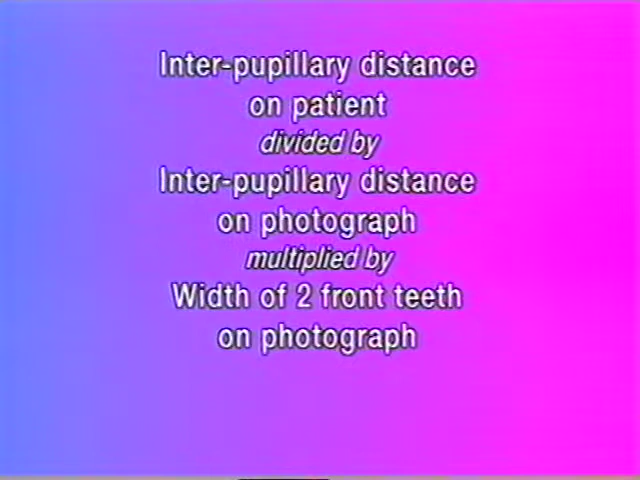 Inter-pupillary distance
on patient
divided by
Inter-pupillary distance
on photograph
multiplied by
Width of 2 front teeth
on photograph